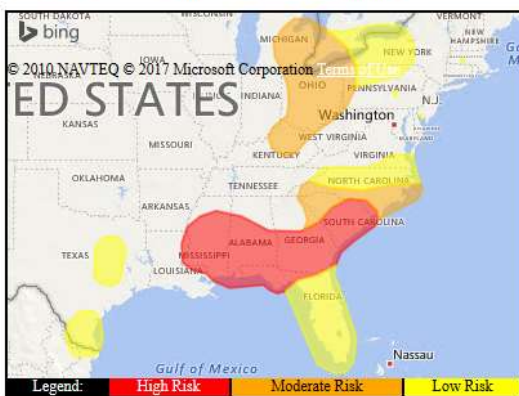 SOUTH DAKOTA
WISCONSIN
VERMONT
bing
MICHIGAN
NEW YORK
NEW
HAMPSHIRE
IOWA
© 2010 NAVTEQ © 2017 Microsoft Corporation Terms of Use
NEBRASKA
OHIO
PENNSYLVANIA
INDIANA
TED STATES
N.J.
Washington
KANSAS
MISSOURI
WEST VIRGINIA
MARYLAND
KENTUCKY
VIRGINIA
OKLAHOMA
TENNESSEE
NORTH CAROLINA
ARKANSAS
SOUTH CAROLINA
MISSISSIPPI
ALABAMA
GEORGIA
TEXAS
LOUISIANA
FLORIDA
Gulf of Mexico
Nassau
Legend: High Risk Moderate Risk Low Risk